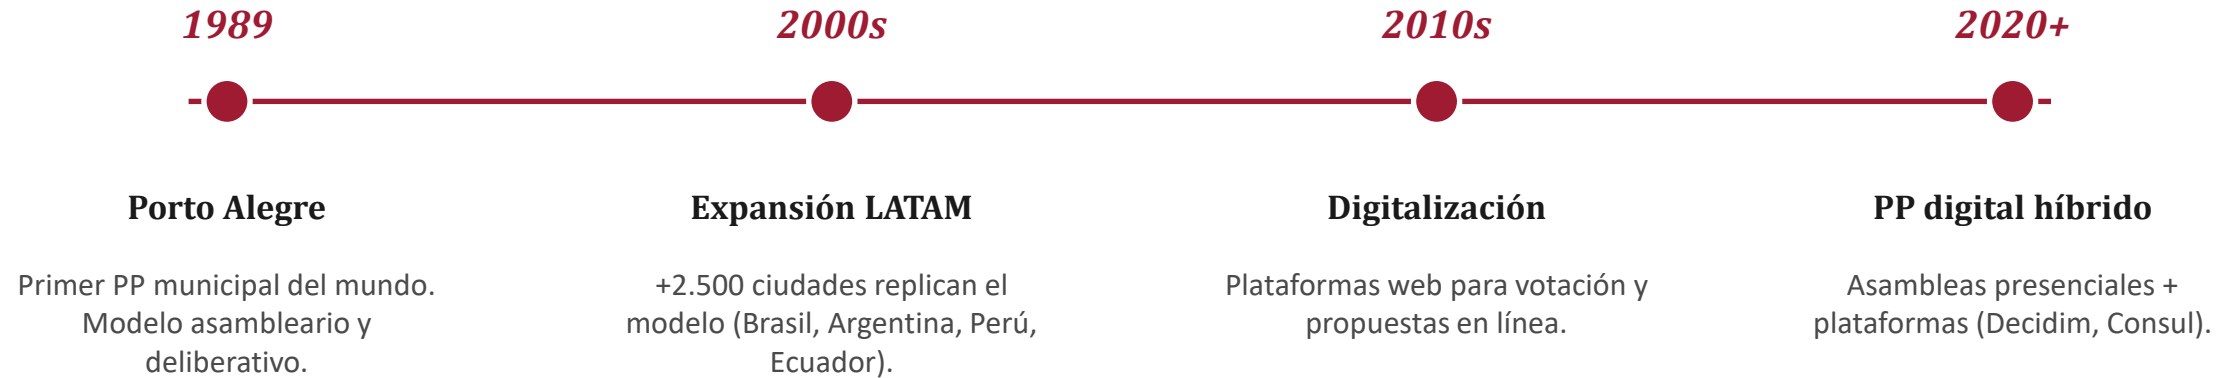 1989
2000s
2010s
2020+
Porto Alegre
Expansión LATAM
Digitalización
PP digital híbrido
Primer PP municipal del mundo.
Modelo asambleario y
deliberativo.
+2.500 ciudades replican el
modelo (Brasil, Argentina, Perú,
Ecuador).
Plataformas web para votación y
propuestas en línea.
Asambleas presenciales +
plataformas (Decidim, Consul).